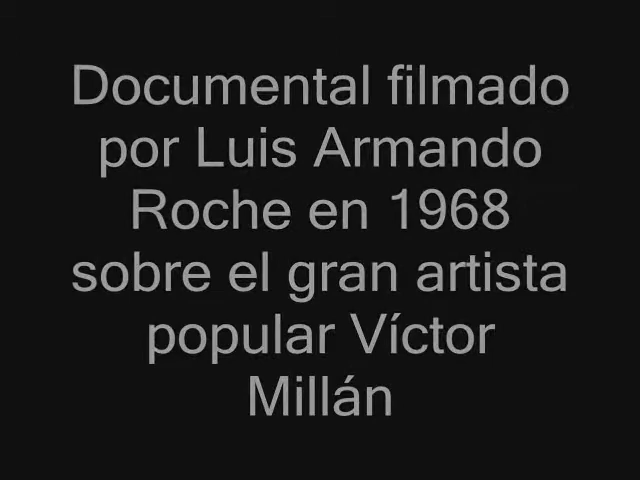 Documental filmado
por Luis Armando
Roche en 1968
sobre el gran artista
popular Víctor
Millán